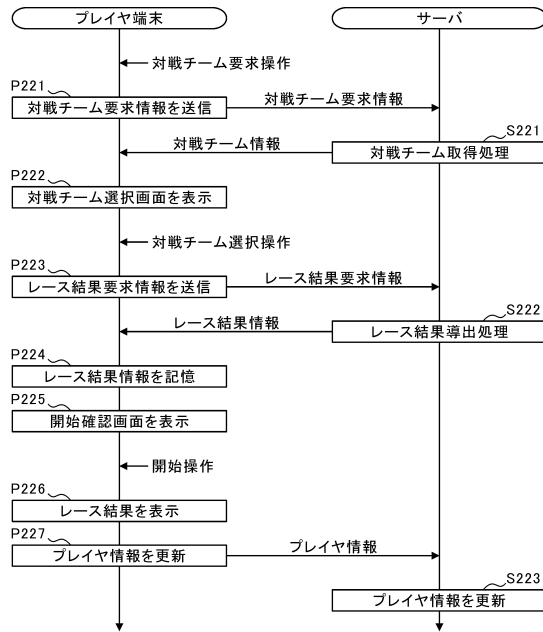 プレイヤ端末
サーバ
対戦チーム要求操作
P221
対戦チーム要求情報を送信
対戦チーム要求情報
S221
対戦チーム情報
対戦チーム取得処理
P222
対戦チーム選択画面を表示
対戦チーム選択操作
P223
レース結果要求情報を送信
レース結果要求情報
S222
レース結果情報
レース結果導出処理
P224
レース結果情報を記憶
P225
開始確認画面を表示
開始操作
P226
レース結果を表示
P227
プレイヤ情報を更新
プレイヤ情報
S223
プレイヤ情報を更新